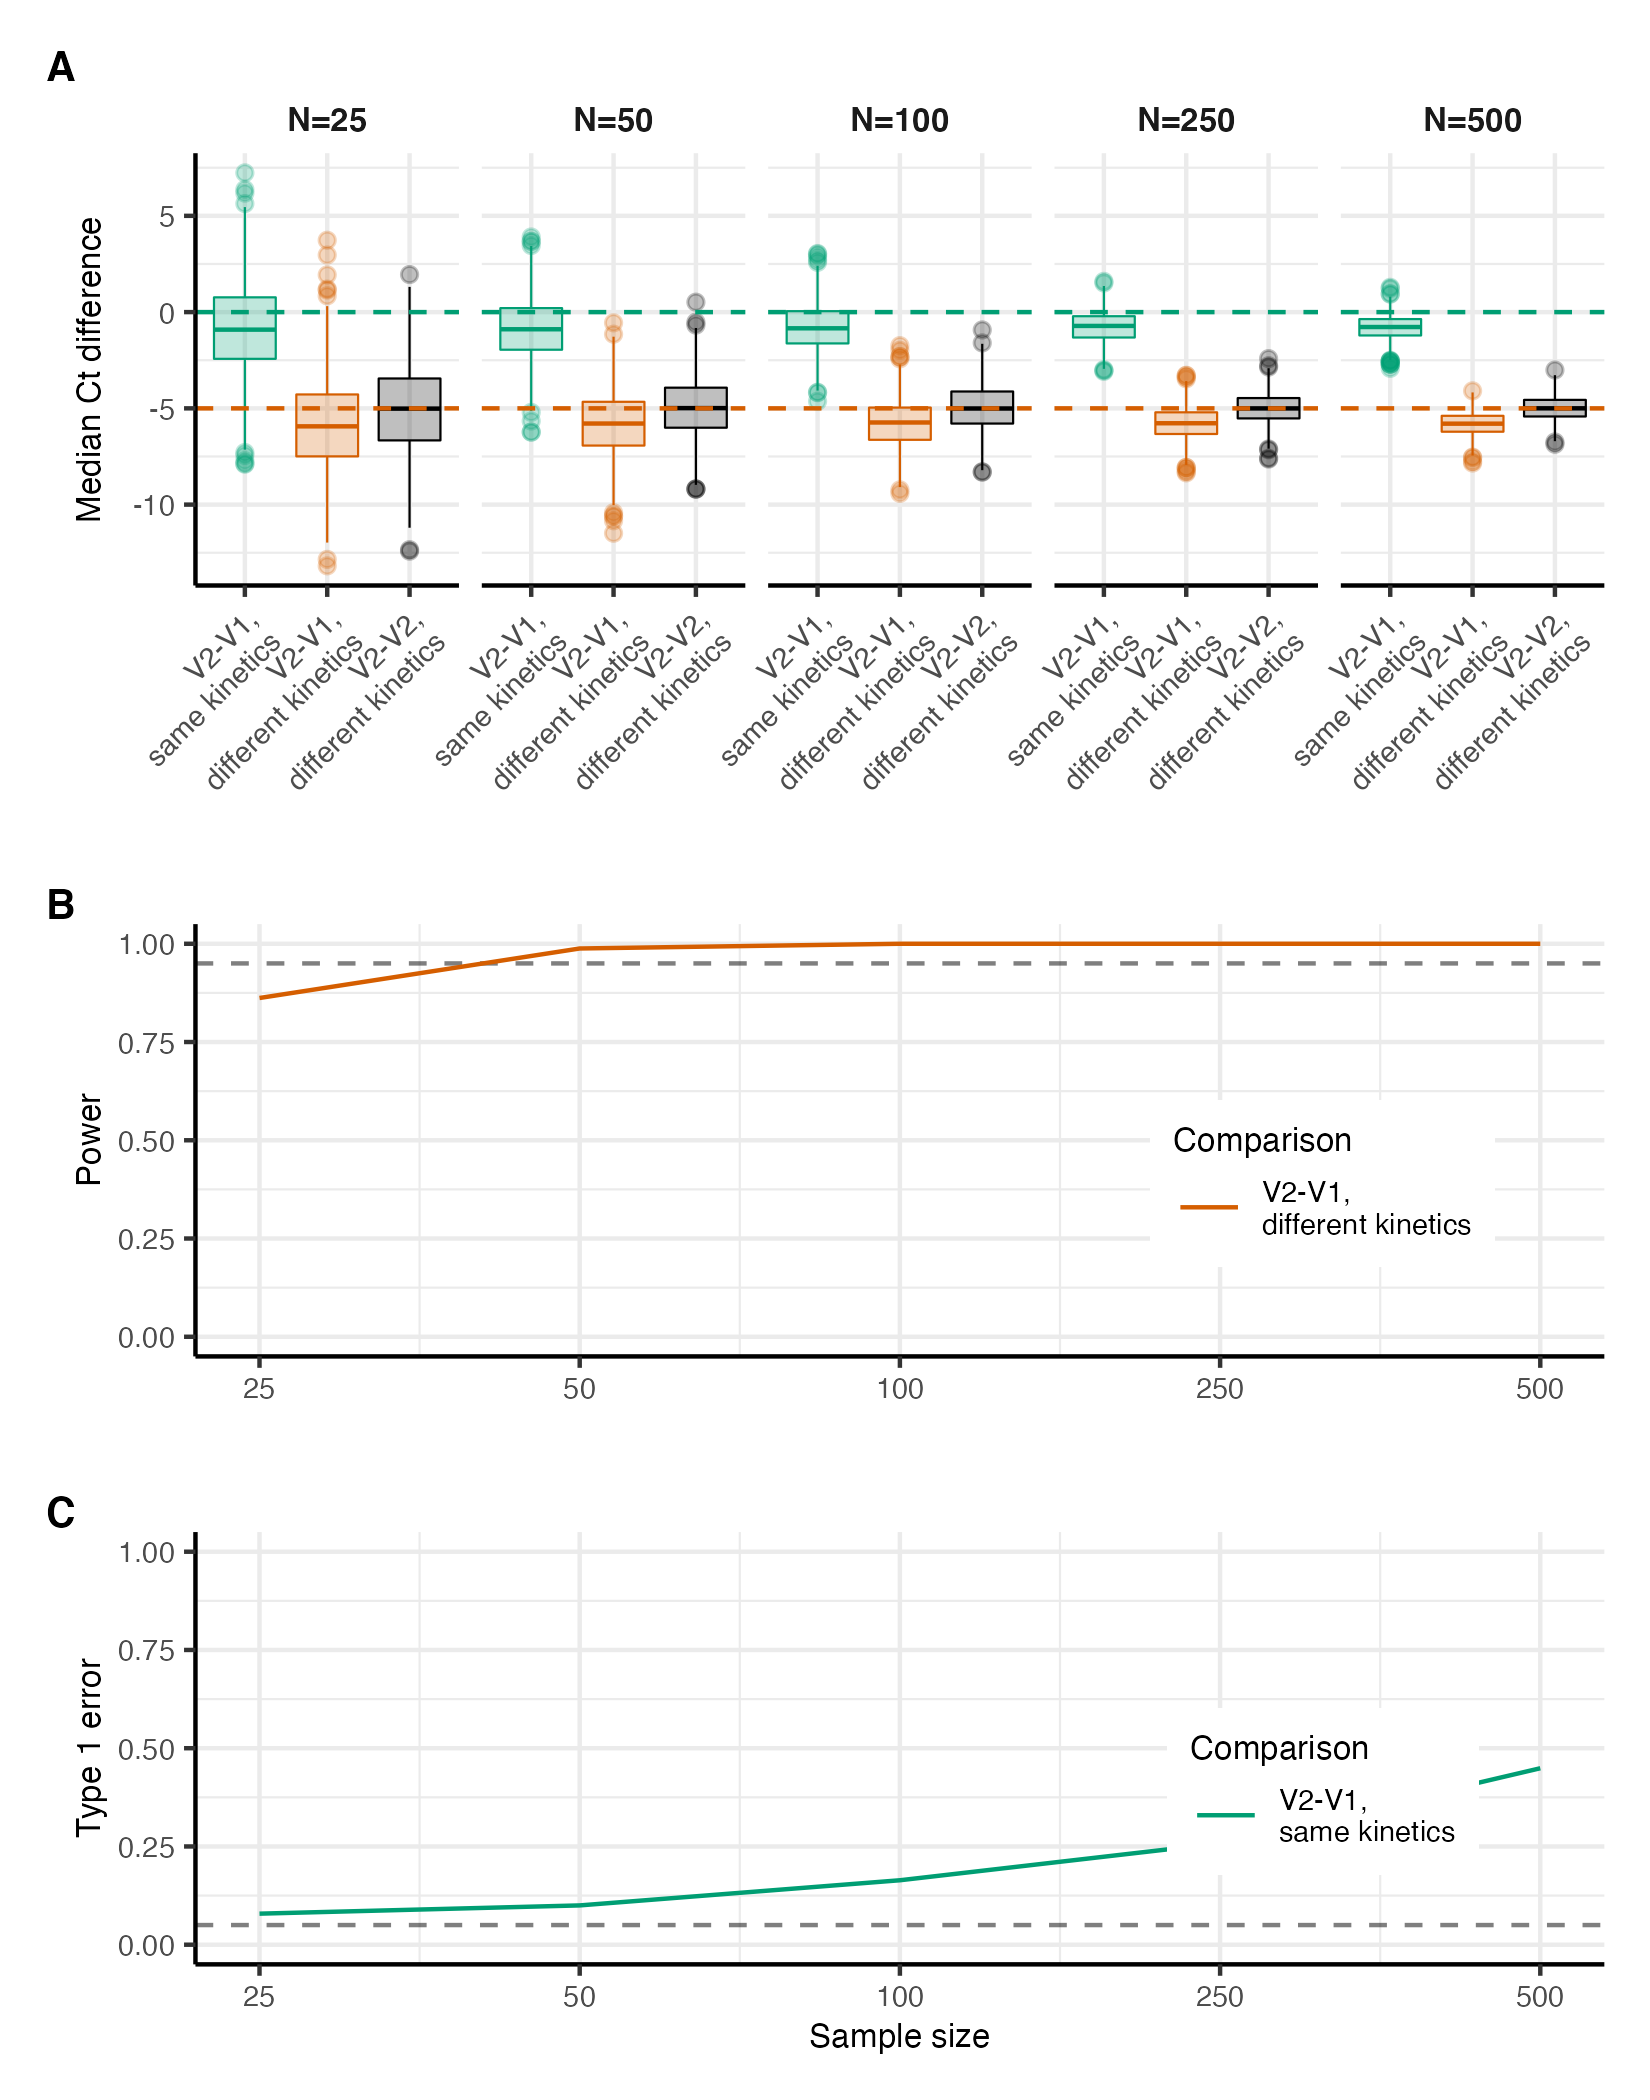 A
N=25 N=50 N=100 N=250 N=500
Median Ct difference
5
0
-5
-10
V2-V1,
same kinetics
V2-V1,
different kinetics
V2-V2,
different kinetics
V2-V1,
same kinetics
V2-V1,
different kinetics
V2-V2,
different kinetics
V2-V1,
same kinetics
V2-V1,
different kinetics
V2-V2,
different kinetics
V2-V1,
same kinetics
V2-V1,
different kinetics
V2-V2,
different kinetics
V2-V1,
same kinetics
V2-V1,
different kinetics
V2-V2,
different kinetics
B
Power
1.00
0.75
0.50
0.25
0.00
Comparison
V2-V1,
different kinetics
25 50 100 250 500
C
Type 1 error
1.00
0.75
0.50
0.25
0.00
Comparison
V2-V1,
same kinetics
25 50 100 250 500
Sample size